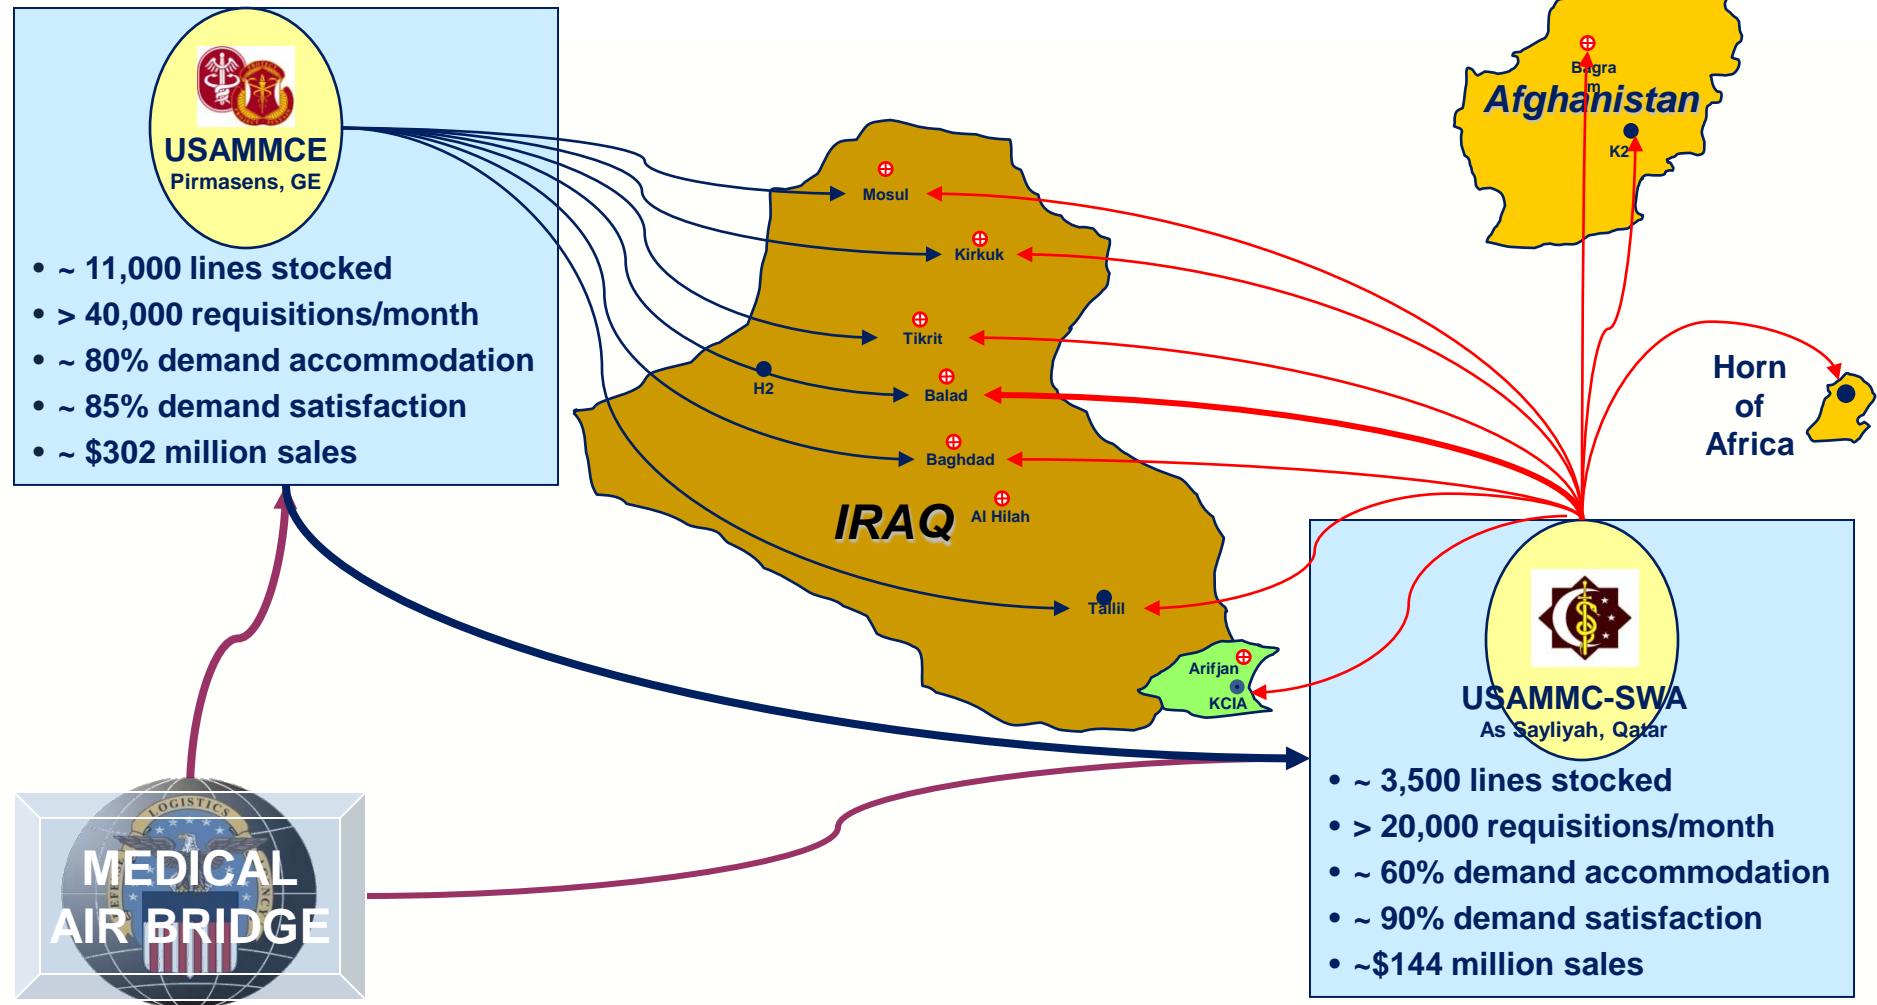 USAMMCE
Pirmasens, GE
• ~ 11,000 lines stocked
• > 40,000 requisitions/month
• ~ 80% demand accommodation
• ~ 85% demand satisfaction
• ~ $302 million sales
Mosul
Kirkuk
Tikrit
H2
Balad
Baghdad
IRAQ
Al Hilah
Tallil
Arifjan
KCIA
Bagra
m
Afghanistan
K2
Horn
of
Africa
USAMMC-SWA
As Sayliyah, Qatar
• ~ 3,500 lines stocked
• > 20,000 requisitions/month
• ~ 60% demand accommodation
• ~ 90% demand satisfaction
• ~$144 million sales
LOGISTICS
MEDICAL
AIR BRIDGE